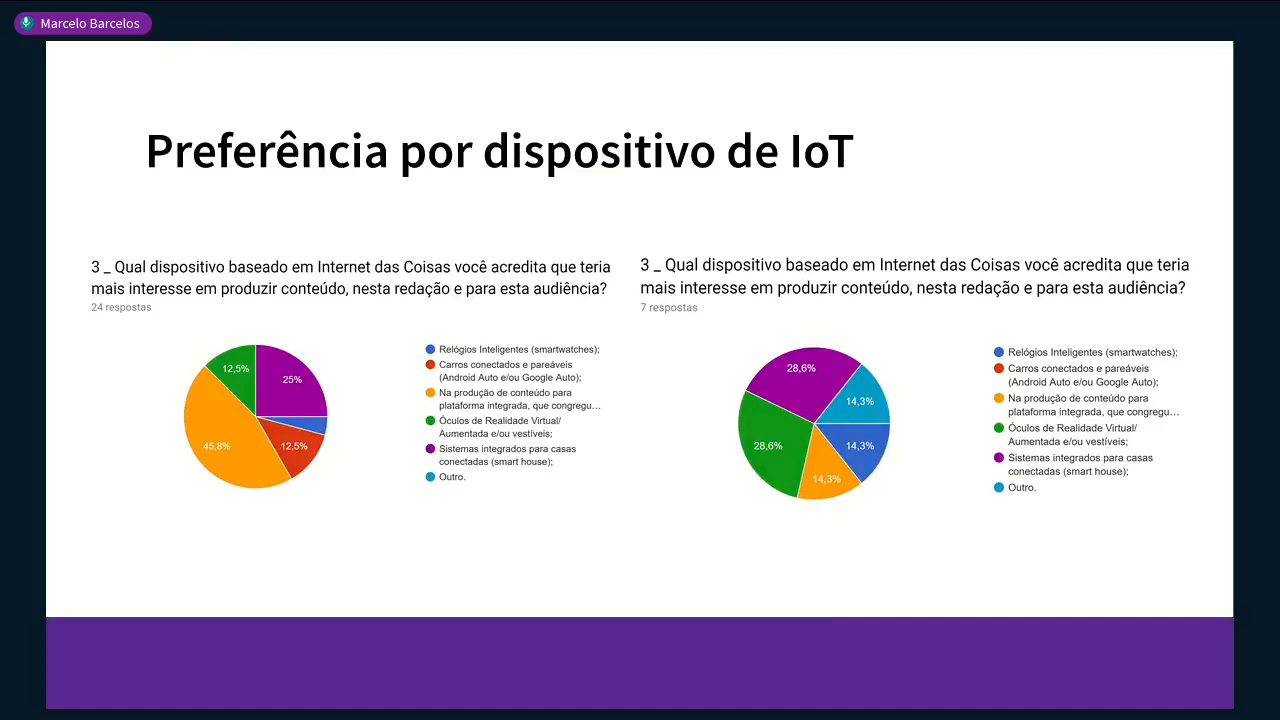 Marcelo Barcelos
Preferência por dispositivo de IoT
3 _ Qual dispositivo baseado em Internet das Coisas você acredita que teria
mais interesse em produzir conteúdo, nesta redação e para esta audiência?
24 respostas
12,5%
25%
45,8%
12,5%
Relógios Inteligentes (smartwatches);
Carros conectados e pareáveis
(Android Auto e/ou Google Auto);
Na produção de conteúdo para
plataforma integrada, que congregu...
Óculos de Realidade Virtual/
Aumentada e/ou vestíveis;
Sistemas integrados para casas
conectadas (smart house);
Outro.
3 _ Qual dispositivo baseado em Internet das Coisas você acredita que teria
mais interesse em produzir conteúdo, nesta redação e para esta audiência?
7 respostas
28,6%
14,3%
28,6%
14,3%
14,3%
Relógios Inteligentes (smartwatches);
Carros conectados e pareáveis
(Android Auto e/ou Google Auto);
Na produção de conteúdo para
plataforma integrada, que congregu...
Óculos de Realidade Virtual/
Aumentada e/ou vestíveis;
Sistemas integrados para casas
conectadas (smart house);
Outro.